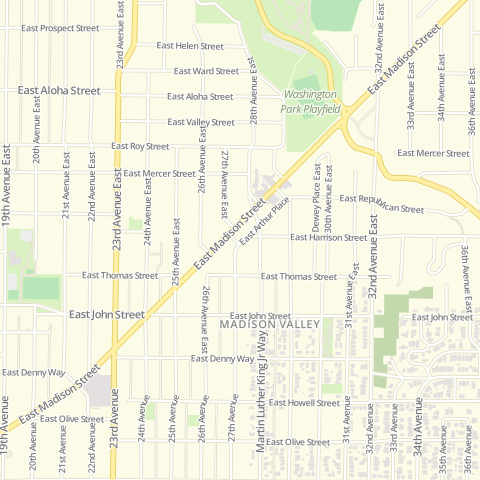 East Prospect Street
23rd Avenue East
East Helen Street
East Ward Street
East Aloha Street
East Aloha Street
East Valley Street
East Roy Street
East Mercer Street
28th Avenue East
Washington
Park Playfield
32nd Avenue East
East Madison Street
33rd Avenue East
34th Avenue East
36th Avenue East
East Mercer Street
20th Avenue East
19th Avenue East
21st Avenue East
22nd Avenue East
23rd Avenue East
24th Avenue East
25th Avenue East
26th Avenue East
27th Avenue East
East Madison Street
East Arthur Place
Dewey Place East
30th Avenue East
East Republican Street
East Harrison Street
32nd Avenue East
36th Avenue East
East Thomas Street
East Thomas Street
31st Avenue East
East John Street
East John Street
East John Street
MADISON VALLEY
26th Avenue East
East Denny Way
East Denny Way
Martin Luther King Jr Way
East Madison Street
19th Avenue
East Olive Street
East Howell Street
East Olive Street
20th Avenue
21st Avenue
22nd Avenue
23rd Avenue
24th Avenue
25th Avenue
26th Avenue
27th Avenue
31st Avenue
32nd Avenue
33rd Avenue
34th Avenue
35th Avenue
36th Avenue